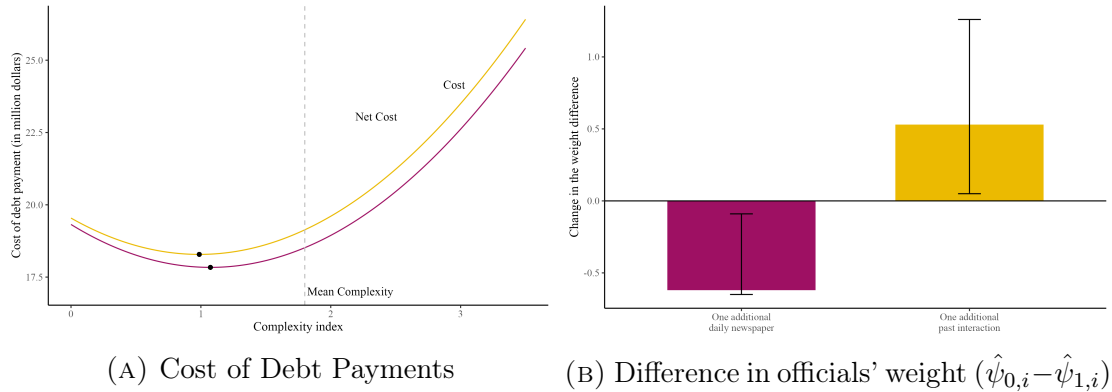 Cost of debt payment (in million dollars)
25.0
22.5
20.0
17.5
Cost
Net Cost
Mean Complexity
0
1
2
3
Complexity index
(A) Cost of Debt Payments
Change in the weight difference
1.0
0.5
0.0
-0.5
One additional
daily newspaper
One additional
past interaction
(B) Difference in officials' weight (ψ̂₀,ᵢ−ψ̂₁,ᵢ)